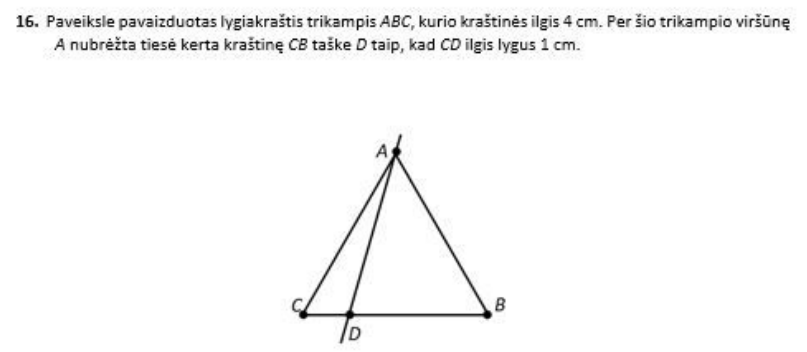 16. Paveiksle pavaizduotas lygiakraštis trikampis ABC, kurio kraštinės ilgis 4 cm. Per šio trikampio viršūnę
A nubrėžta tiesė kerta kraštinę CB taške D taip, kad CD ilgis lygus 1 cm.
A
C
B
D